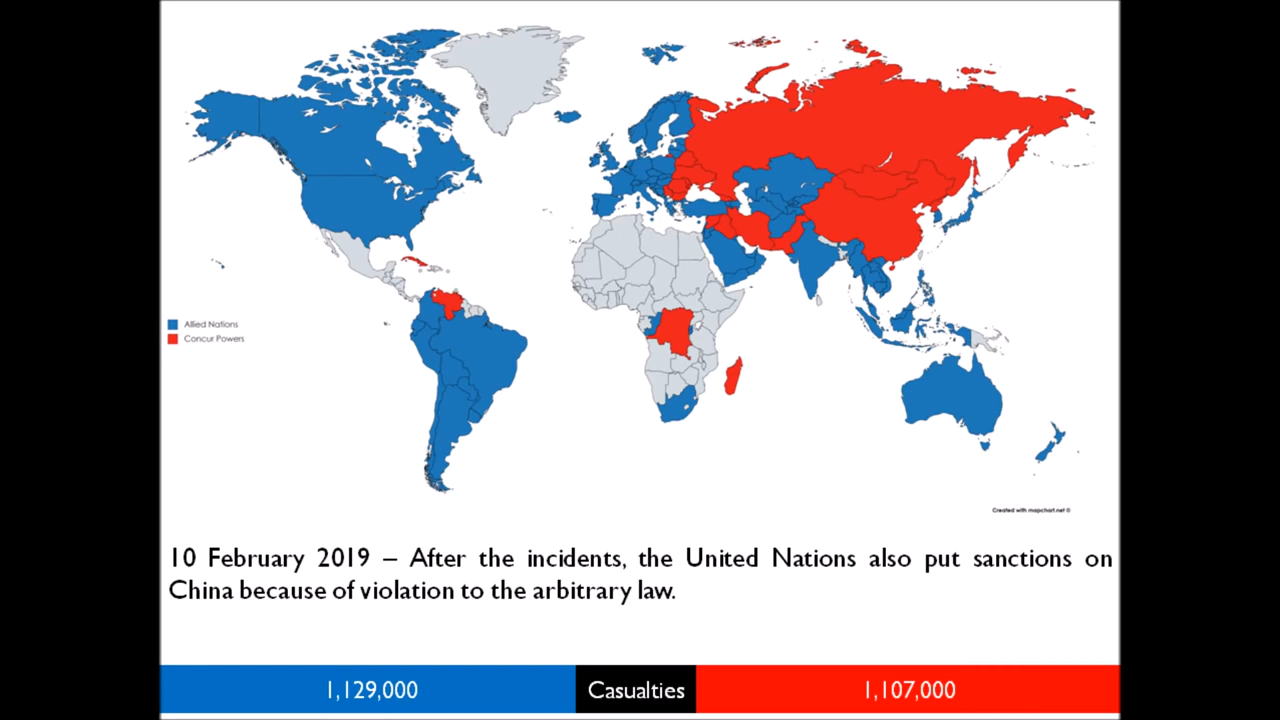 Allied Nations
Concur Powers
Created with mapchart.net ©
10 February 2019 – After the incidents, the United Nations also put sanctions on
China because of violation to the arbitrary law.
1,129,000 Casualties 1,107,000